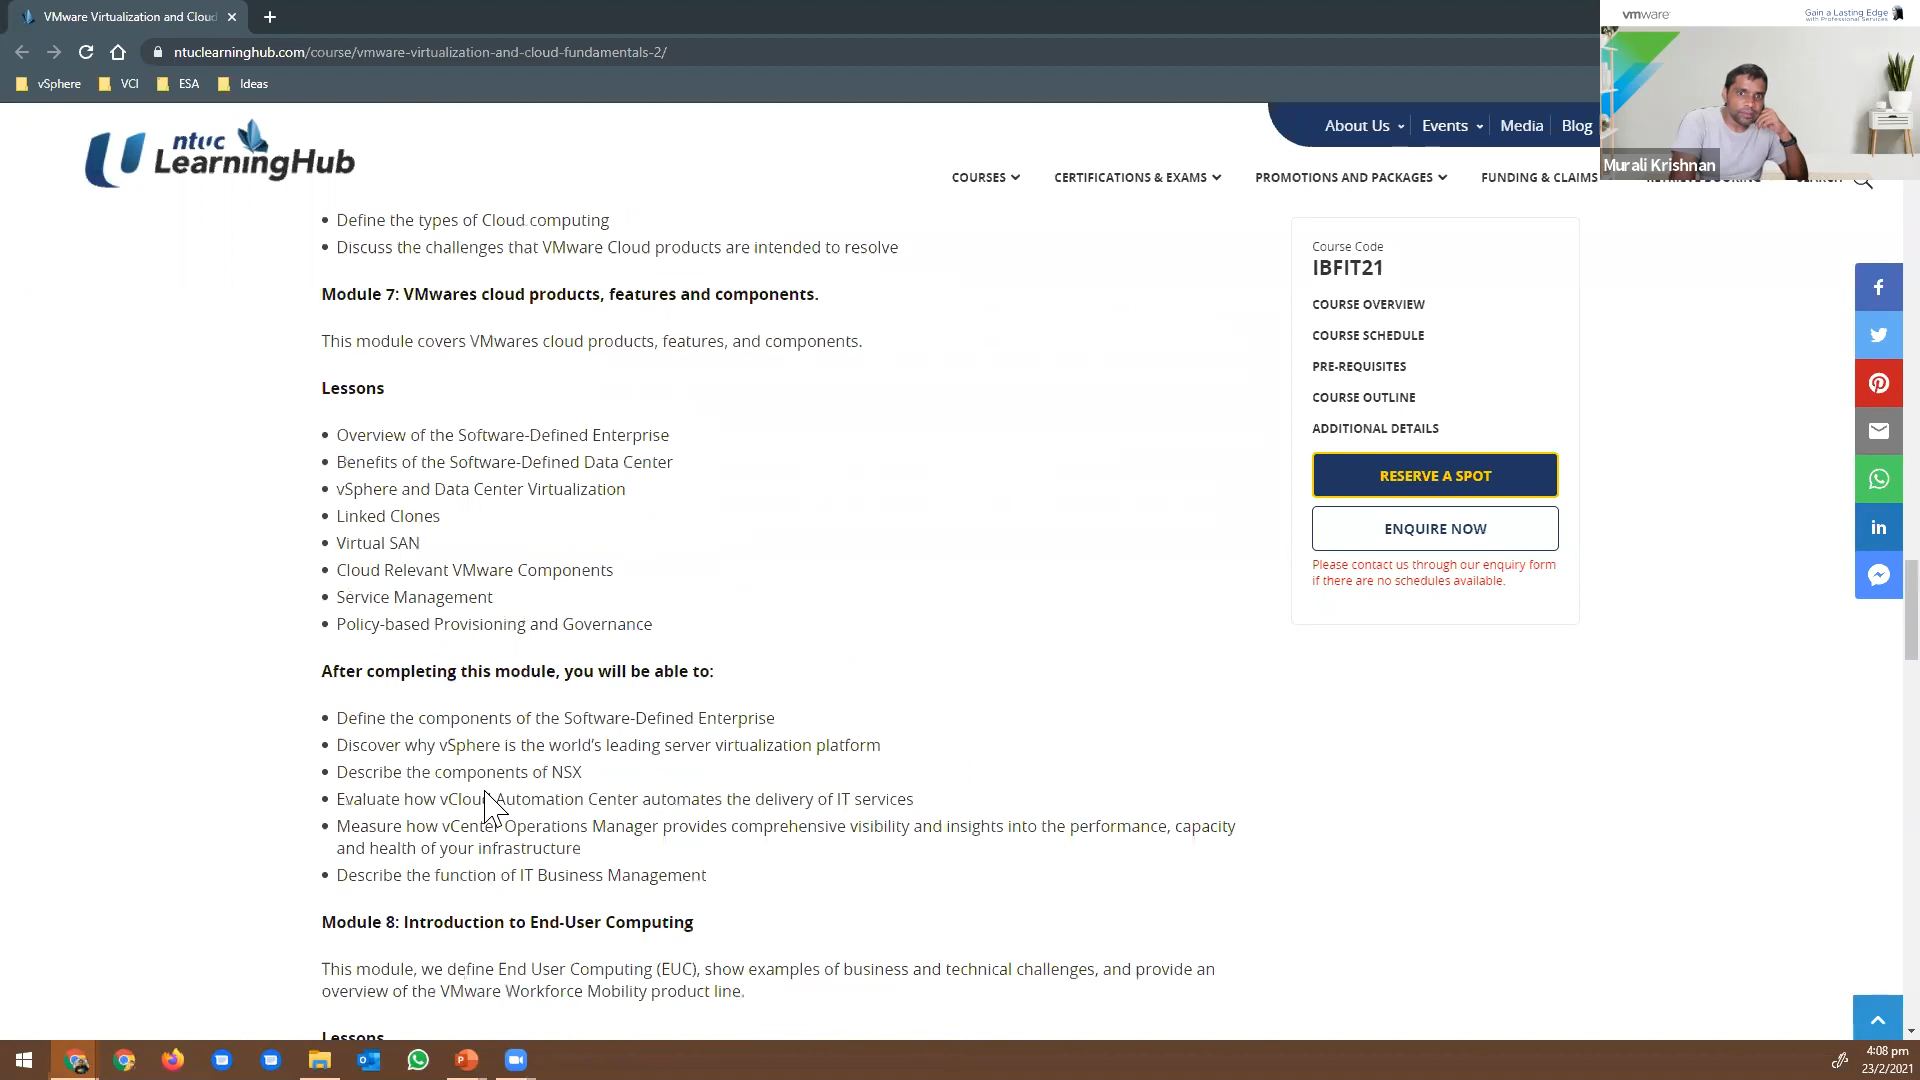 VMware Virtualization and Cloud
ntuclearninghub.com/course/vmware-virtualization-and-cloud-fundamentals-2/
vSphere VCI ESA Ideas
vmware
Gain a Lasting Edge
with Professional Services
Murali Krishnan
ntuc
LearningHub
About Us Events Media Blog
COURSES CERTIFICATIONS & EXAMS PROMOTIONS AND PACKAGES FUNDING & CLAIMS
• Define the types of Cloud computing
• Discuss the challenges that VMware Cloud products are intended to resolve
Module 7: VMwares cloud products, features and components.
This module covers VMwares cloud products, features, and components.
Lessons
• Overview of the Software-Defined Enterprise
• Benefits of the Software-Defined Data Center
• vSphere and Data Center Virtualization
• Linked Clones
• Virtual SAN
• Cloud Relevant VMware Components
• Service Management
• Policy-based Provisioning and Governance
After completing this module, you will be able to:
• Define the components of the Software-Defined Enterprise
• Discover why vSphere is the world’s leading server virtualization platform
• Describe the components of NSX
• Evaluate how vCloud Automation Center automates the delivery of IT services
• Measure how vCenter Operations Manager provides comprehensive visibility and insights into the performance, capacity
and health of your infrastructure
• Describe the function of IT Business Management
Module 8: Introduction to End-User Computing
This module, we define End User Computing (EUC), show examples of business and technical challenges, and provide an
overview of the VMware Workforce Mobility product line.
Lessons
Course Code
IBFIT21
COURSE OVERVIEW
COURSE SCHEDULE
PRE-REQUISITES
COURSE OUTLINE
ADDITIONAL DETAILS
RESERVE A SPOT
ENQUIRE NOW
Please contact us through our enquiry form
if there are no schedules available.
4:08 pm
23/2/2021